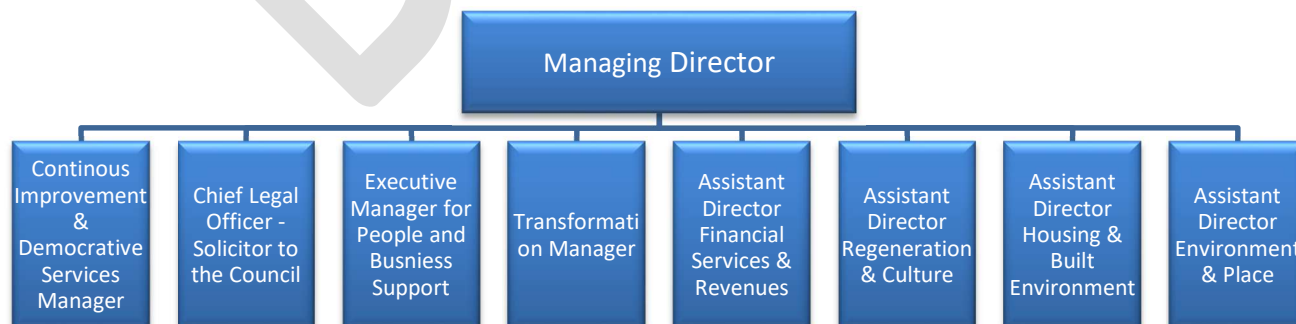 Managing Director
Continous
Improvement
&
Democrative
Services
Manager
Chief Legal
Officer -
Solicitor to
the Council
Executive
Manager for
People and
Busniess
Support
Transformati
on Manager
Assistant
Director
Financial
Services &
Revenues
Assistant
Director
Regeneration
& Culture
Assistant
Director
Housing &
Built
Environment
Assistant
Director
Environment
& Place